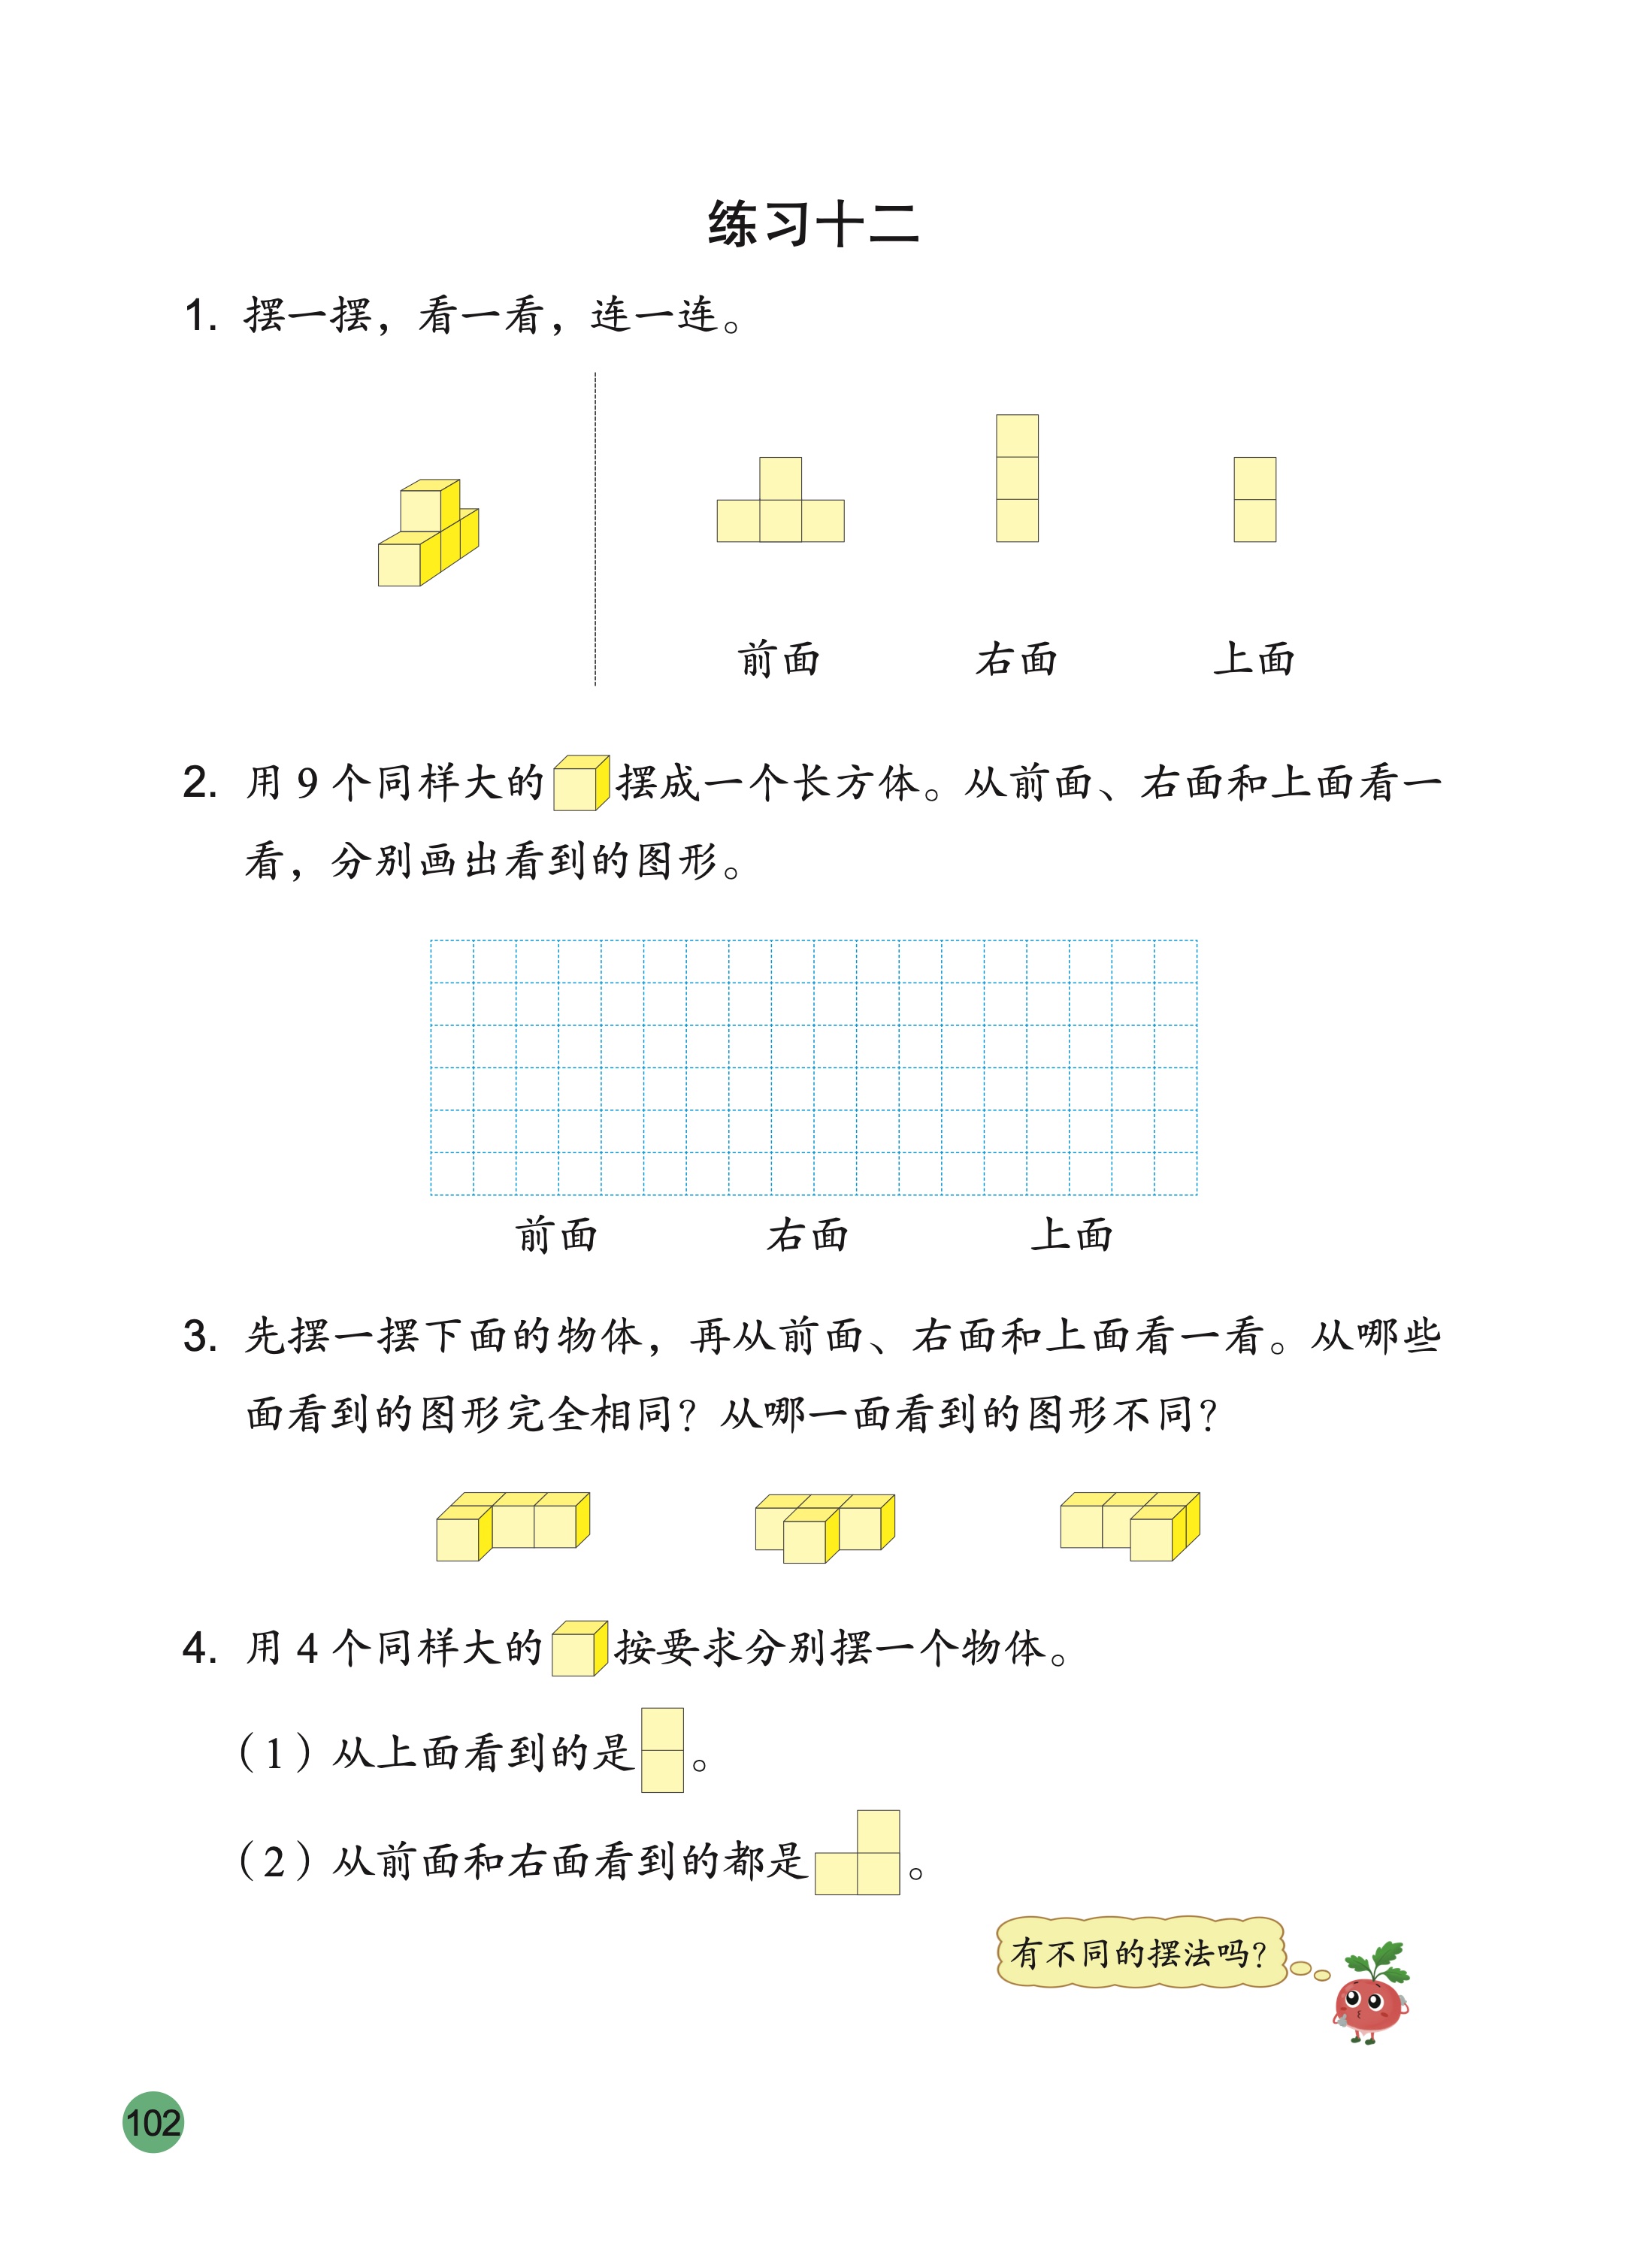 练习十二
1. 摆一摆，看一看，连一连。
前面 右面 上面
2. 用 9 个同样大的 摆成一个长方体。从前面、右面和上面看一
看，分别画出看到的图形。
前面 右面 上面
3. 先摆一摆下面的物体，再从前面、右面和上面看一看。从哪些
面看到的图形完全相同？从哪一面看到的图形不同？
4. 用 4 个同样大的 按要求分别摆一个物体。
（1）从上面看到的是 。
（2）从前面和右面看到的都是 。
有不同的摆法吗？
102